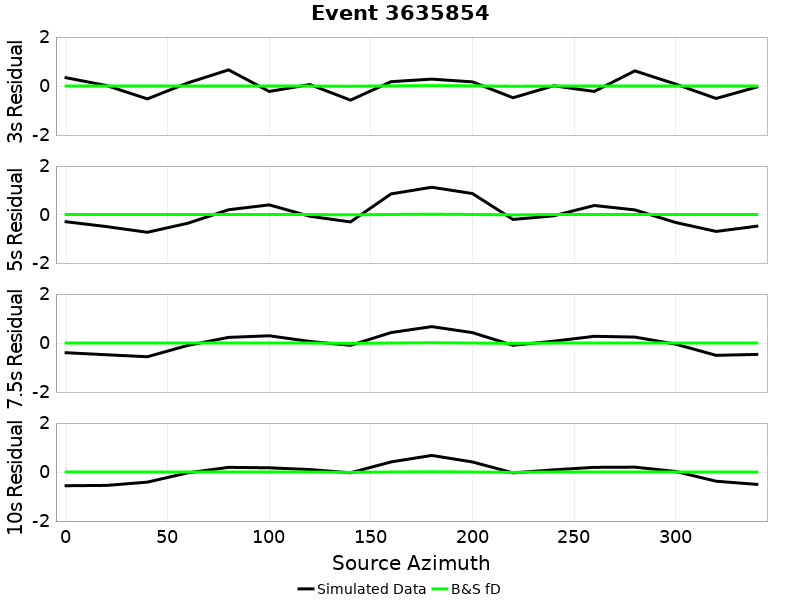 Event 3635854
3s Residual
2
0
-2
5s Residual
2
0
-2
7.5s Residual
2
0
-2
10s Residual
2
0
-2
0 50 100 150 200 250 300
Source Azimuth
Simulated Data B&S fD